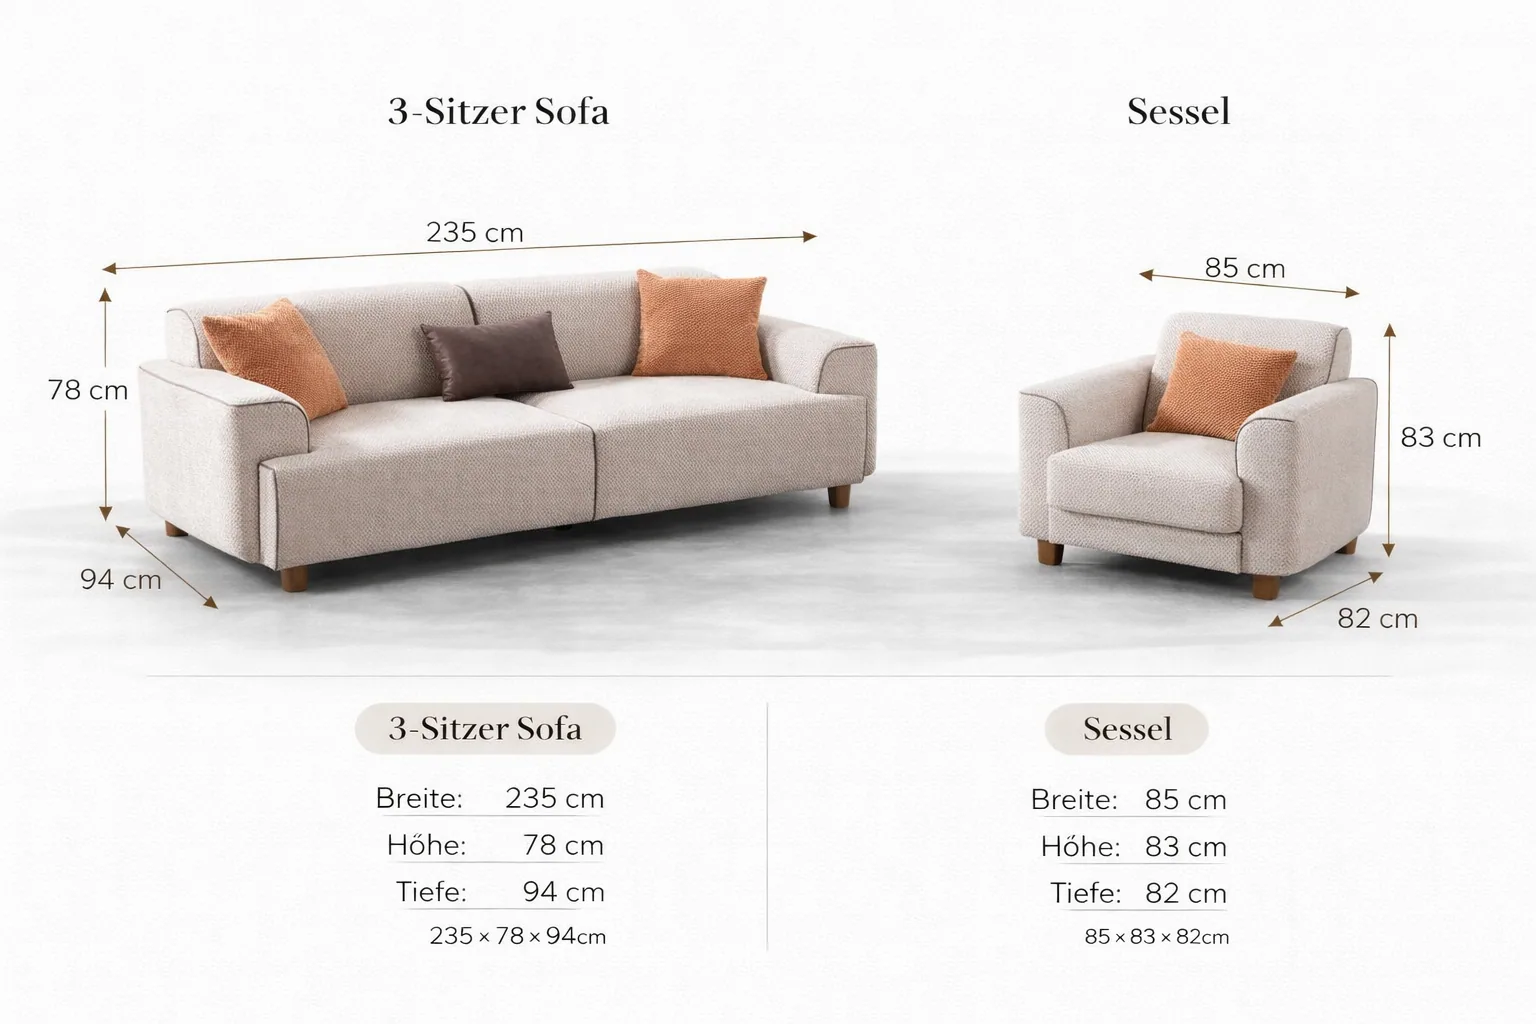 3-Sitzer Sofa
Sessel
235 cm
85 cm
78 cm
83 cm
94 cm
82 cm
3-Sitzer Sofa
Breite: 235 cm
Hőhe: 78 cm
Tiefe: 94 cm
235 × 78 × 94cm
Sessel
Breite: 85 cm
Hőhe: 83 cm
Tiefe: 82 cm
85 × 83 × 82cm